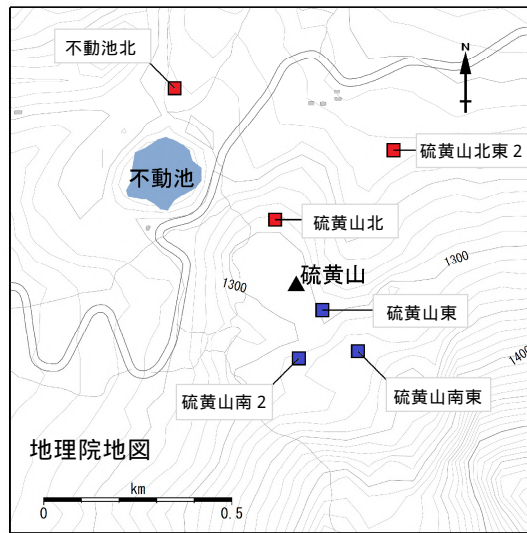 不動池北
N
硫黄山北東２
不動池
硫黄山北
硫黄山
1300
1300
硫黄山東
1400
硫黄山南２
硫黄山南東
地理院地図
km
0
0.5